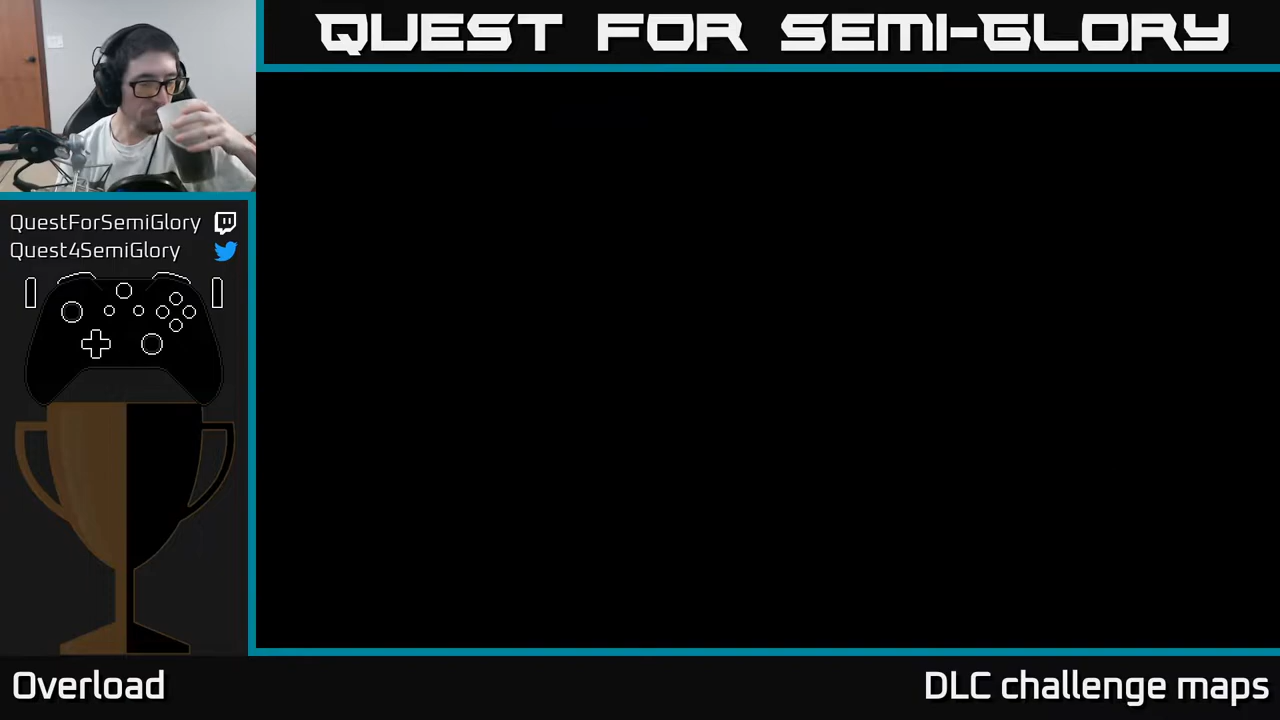 QUEST FOR SEMI-GLORY
QuestForSemiGlory
Quest4SemiGlory
Overload
DLC challenge maps